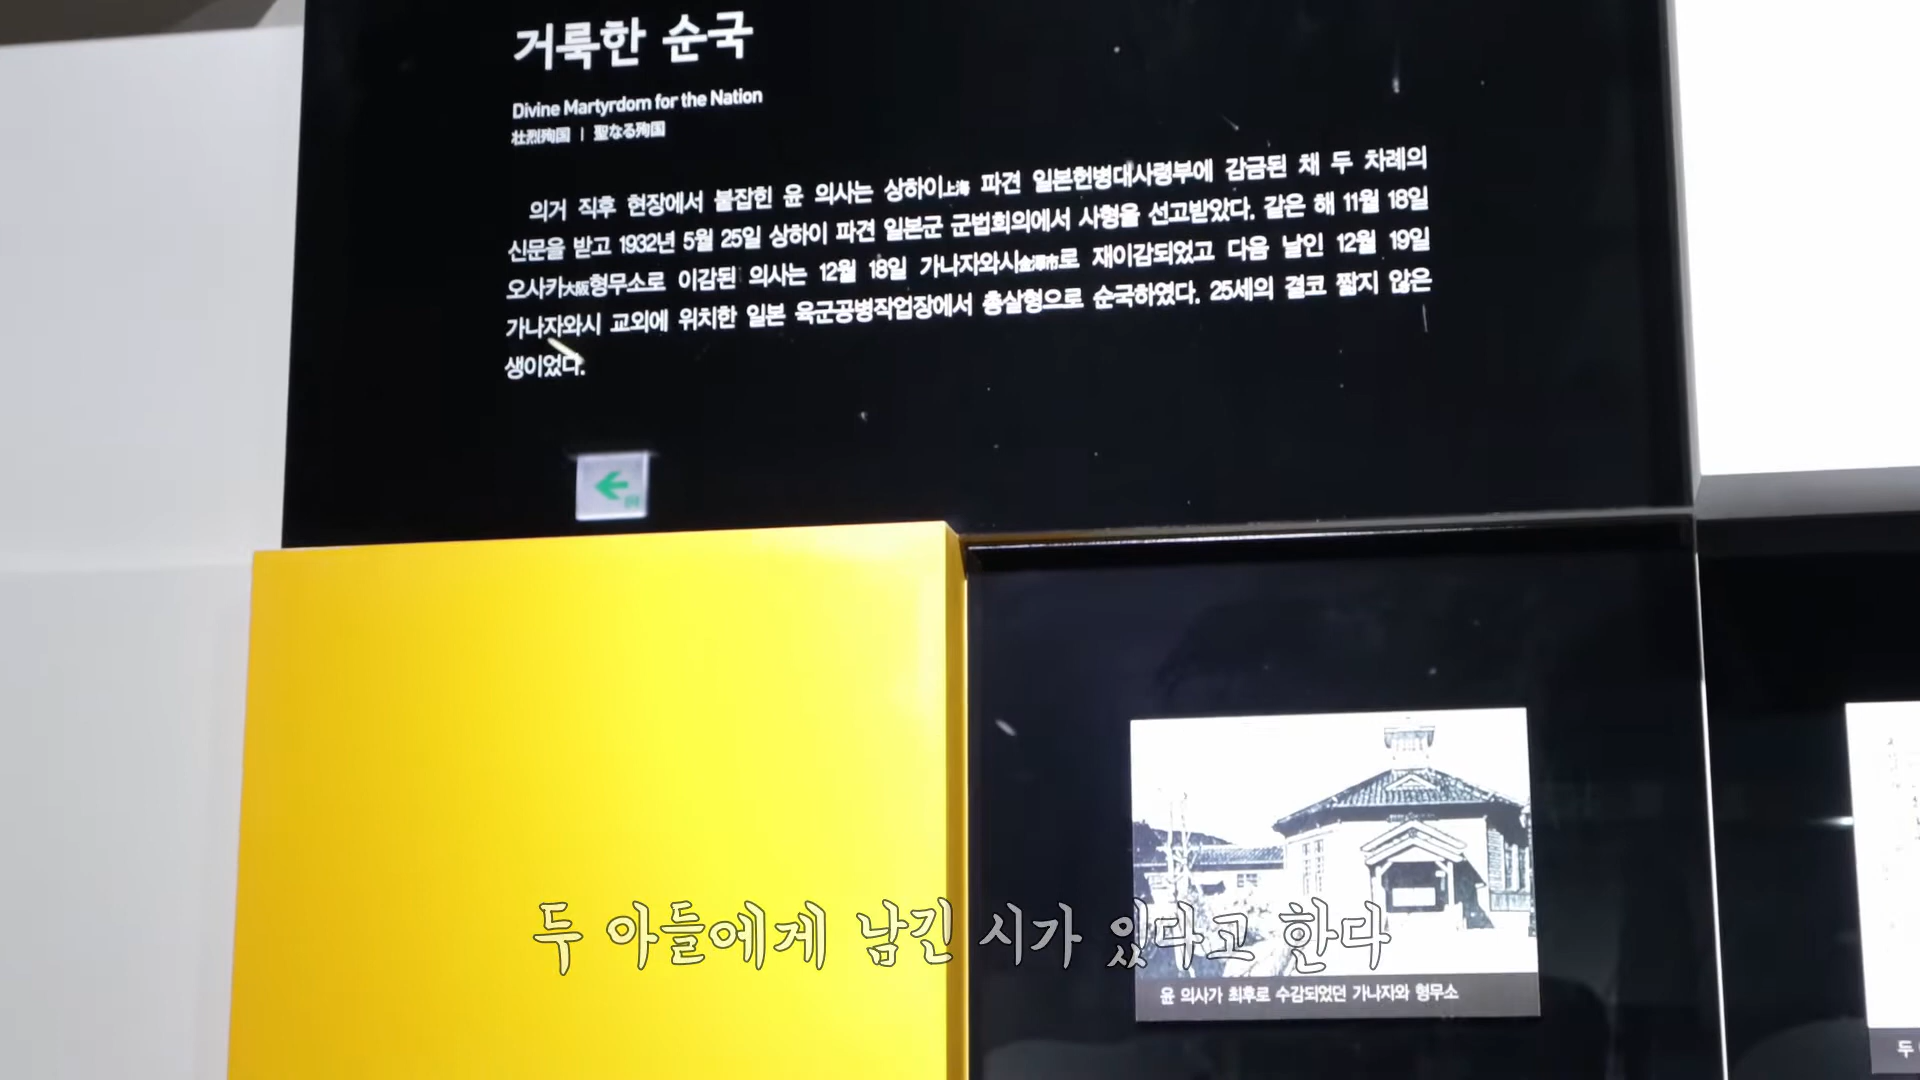 거룩한 순국
Divine Martyrdom for the Nation
壮烈殉国 | 聖なる殉国
의거 직후 현장에서 붙잡힌 윤 의사는 상하이上海 파견 일본헌병대사령부에 감금된 채 두 차례의
신문을 받고 1932년 5월 25일 상하이 파견 일본군 군법회의에서 사형을 선고받았다. 같은 해 11월 18일
오사카大阪형무소로 이감된 의사는 12월 18일 가나자와시金澤市로 재이감되었고 다음 날인 12월 19일
가나자와시 교외에 위치한 일본 육군공병작업장에서 총살형으로 순국하였다. 25세의 결코 짧지 않은
생이었다.
두 아들에게 남긴 시가 있다고 한다
윤 의사가 최후로 수감되었던 가나자와 형무소
두